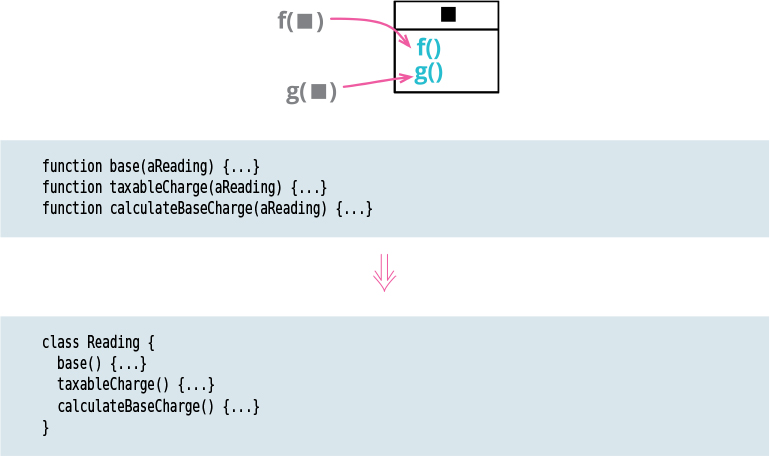 f(■)
■
f()
g()
g(■)
function base(aReading) {...}
function taxableCharge(aReading) {...}
function calculateBaseCharge(aReading) {...}
class Reading {
base() {...}
taxableCharge() {...}
calculateBaseCharge() {...}
}